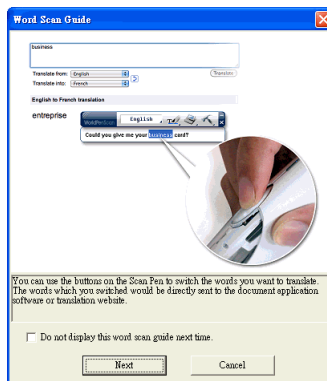 Word Scan Guide
business
Translate from: English
Translate
Translate into: French
English to French translation
entreprise
WorldPenScan
English
Could you give me your business card?
You can use the buttons on the Scan Pen to switch the words you want to translate.
The words which you switched would be directly sent to the document application
software or translation website.
Do not display this word scan guide next time.
Next
Cancel